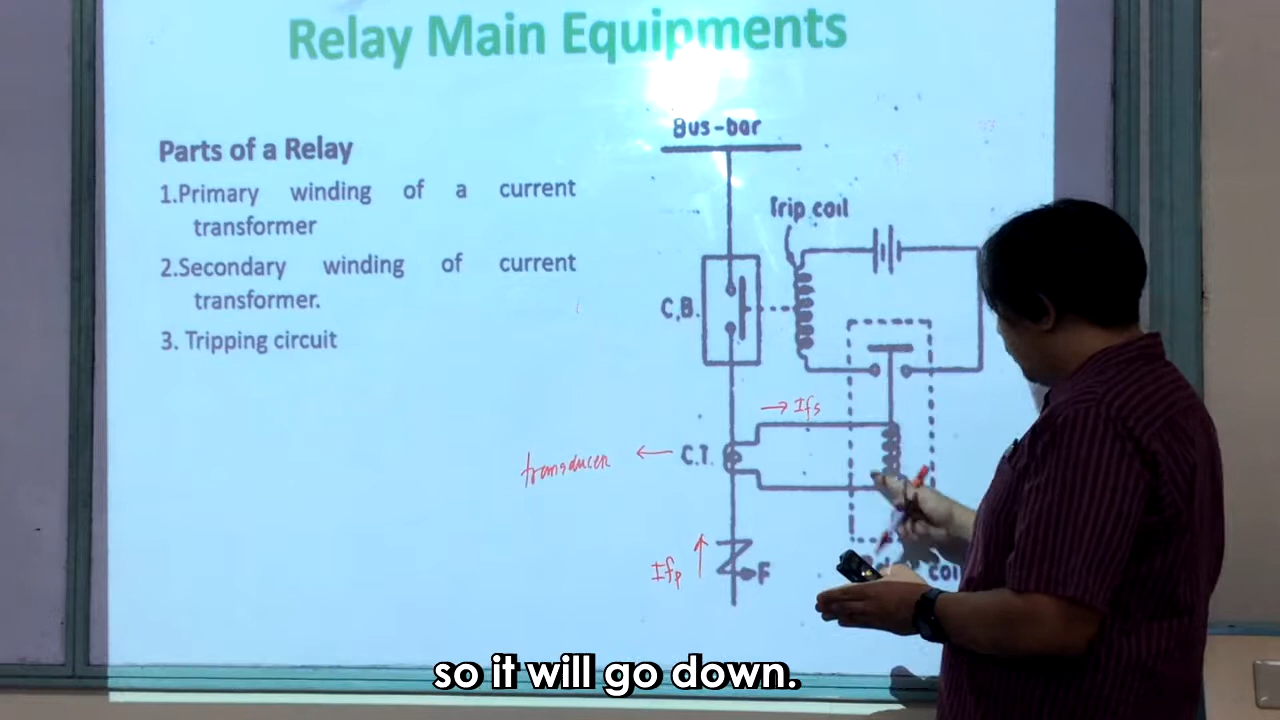 Relay Main Equipments
Parts of a Relay
1.Primary winding of a current
transformer
2.Secondary winding of current
transformer.
3. Tripping circuit
Bus-bar
Trip coil
C.B.
→ Ifs
transducer ← C.T.
Ifp
F
so it will go down.